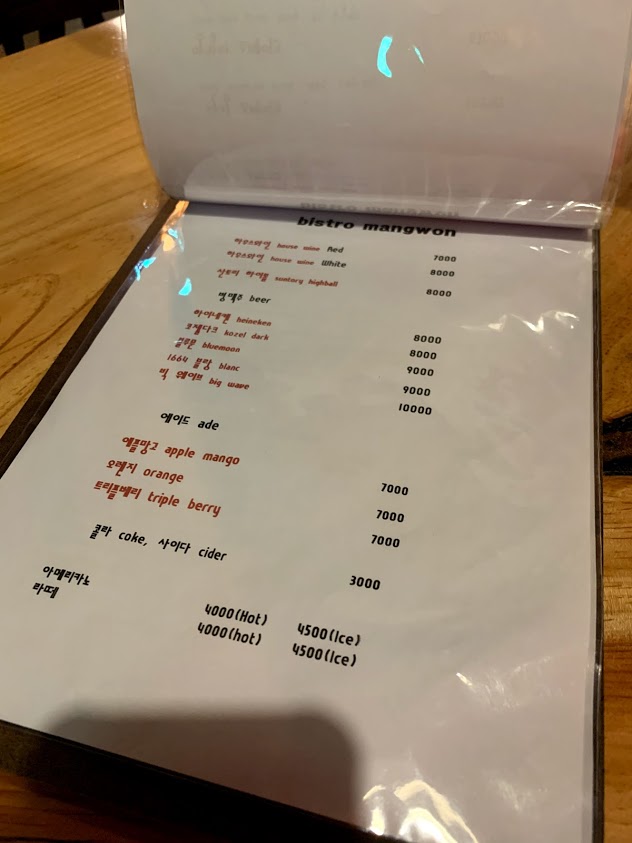 bistro mangwon
하우스와인 house wine Red 7000
하우스와인 house wine White 8000
산토리 하이볼 suntory highball 8000
병맥주 beer
하이네켄 heineken 8000
코젤다크 kozel dark 8000
블루문 bluemoon 9000
1664 블랑 blanc 9000
빅 웨이브 big wave 10000
에이드 ade
애플망고 apple mango 7000
오렌지 orange 7000
트리플베리 triple berry 7000
콜라 coke, 사이다 cider 3000
아메리카노 4000(Hot) 4500(Ice)
라떼 4000(hot) 4500(Ice)